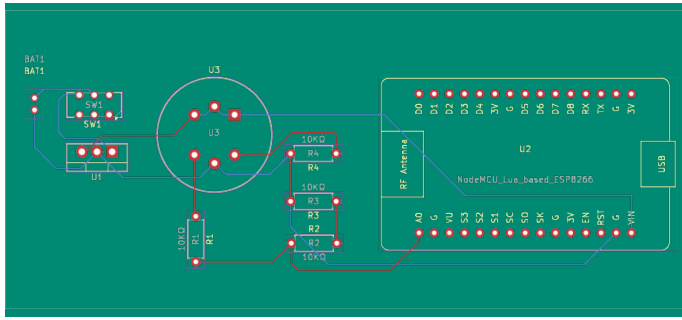 BAT1
BAT1
SW1
SW1
U1
U3
U3
10KΩ
R4
R4
10KΩ
R3
R3
R2
R2
10KΩ
10KΩ
R1
R1
D0 D1 D2 D3 D4 3V G D5 D6 D7 D8 RX TX G 3V
U2
RF Antenna
USB
NodeMCU_Lua_based_ESP8266
A0 G VU S3 S2 S1 SC SO SK G 3V EN RST G VIN